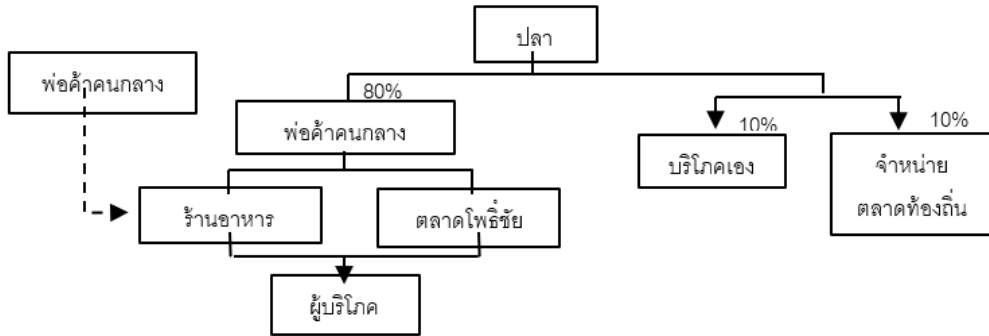 ปลา
พ่อค้าคนกลาง
80%
พ่อค้าคนกลาง
10%
10%
บริโภคเอง
จำหน่าย
ตลาดท้องถิ่น
ร้านอาหาร
ตลาดโพธิ์ชัย
ผู้บริโภค